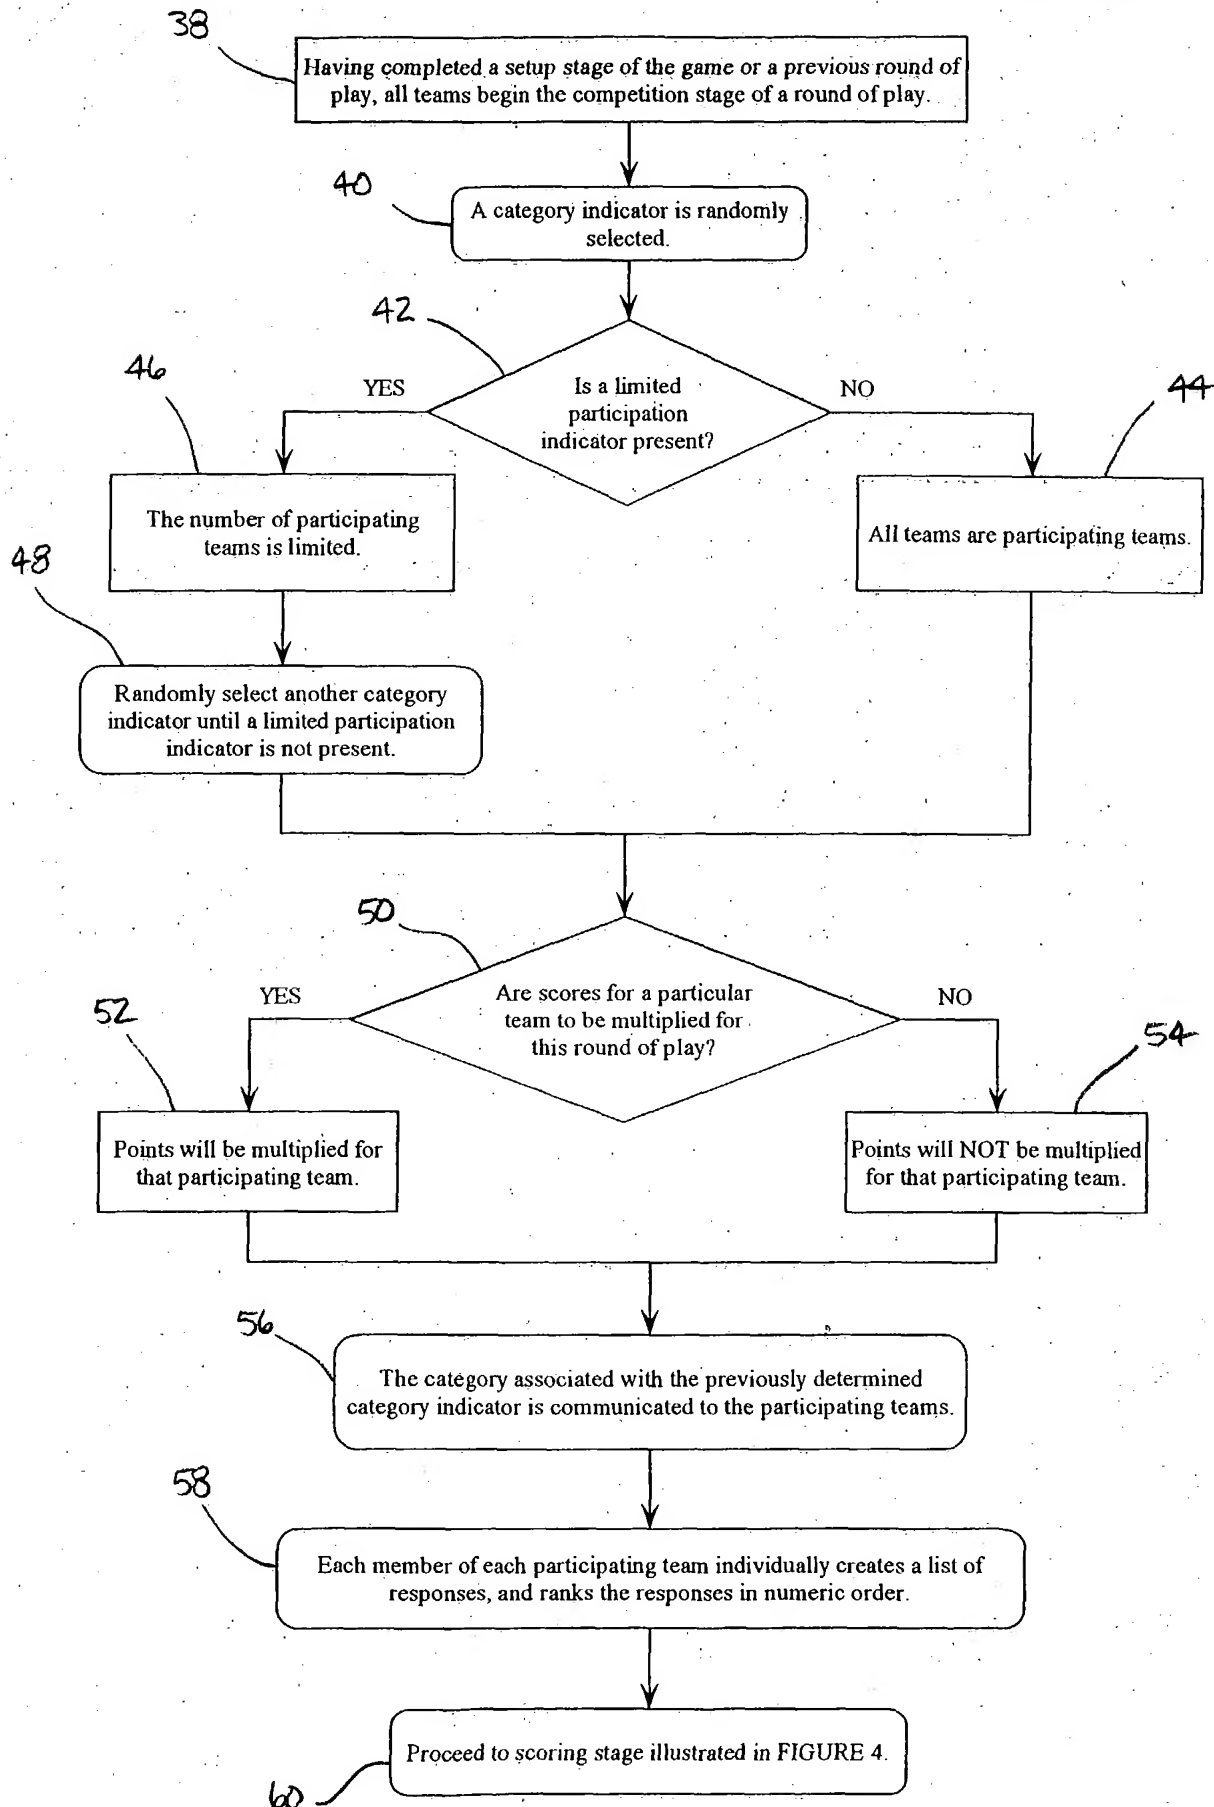 38
Having completed a setup stage of the game or a previous round of
play, all teams begin the competition stage of a round of play.
40
A category indicator is randomly
selected.
42
Is a limited
participation
indicator present?
YES
NO
46
44
The number of participating
teams is limited.
All teams are participating teams.
48
Randomly select another category
indicator until a limited participation
indicator is not present.
50
Are scores for a particular
team to be multiplied for
this round of play?
YES
NO
52
54
Points will be multiplied for
that participating team.
Points will NOT be multiplied
for that participating team.
56
The category associated with the previously determined
category indicator is communicated to the participating teams.
58
Each member of each participating team individually creates a list of
responses, and ranks the responses in numeric order.
Proceed to scoring stage illustrated in FIGURE 4.
60